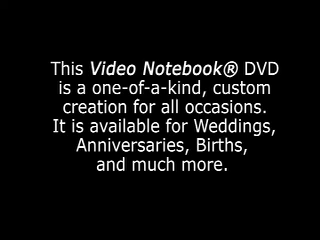 This Video Notebook® DVD
is a one-of-a-kind, custom
creation for all occasions.
It is available for Weddings,
Anniversaries, Births,
and much more.